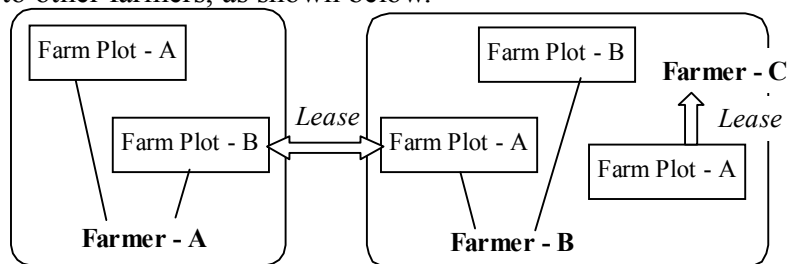 to other farmers, as shown below.
Farm Plot - A
Farm Plot - B
Lease
Farmer - A
Farm Plot - B
Farmer - C
Lease
Farm Plot - A
Farm Plot - A
Farmer - B